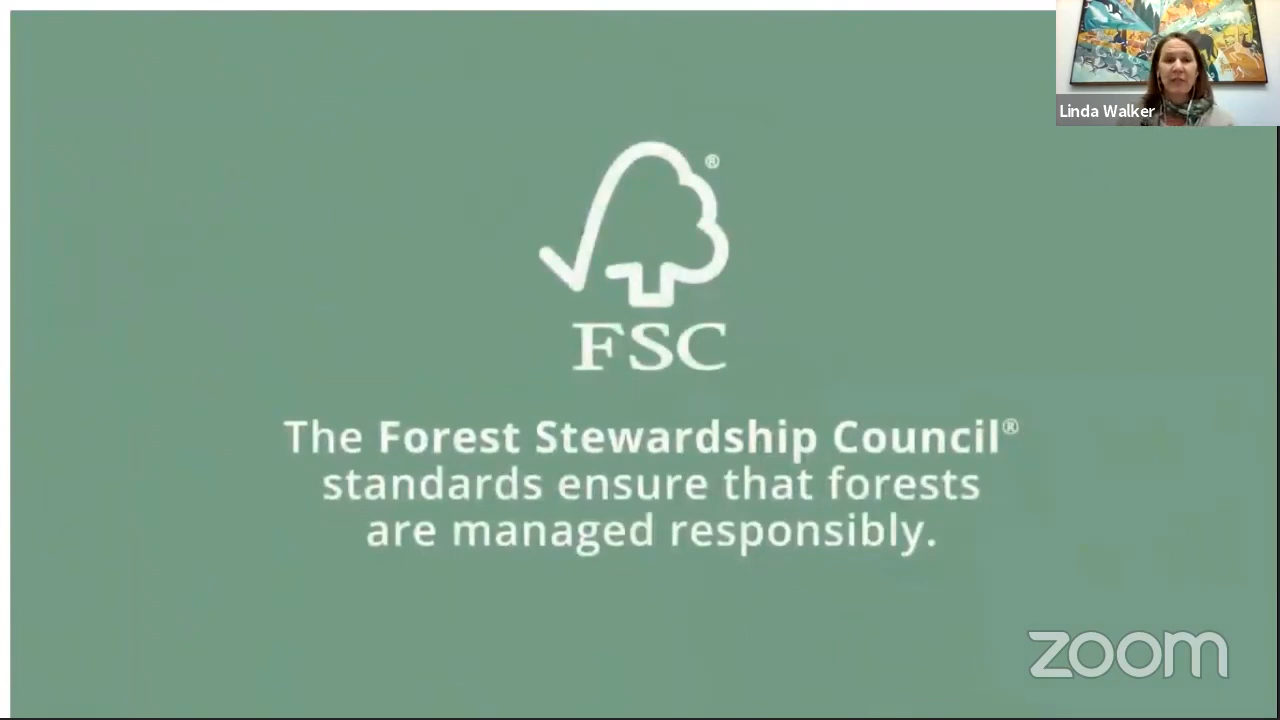 Linda Walker
®
FSC
The Forest Stewardship Council®
standards ensure that forests
are managed responsibly.
zoom